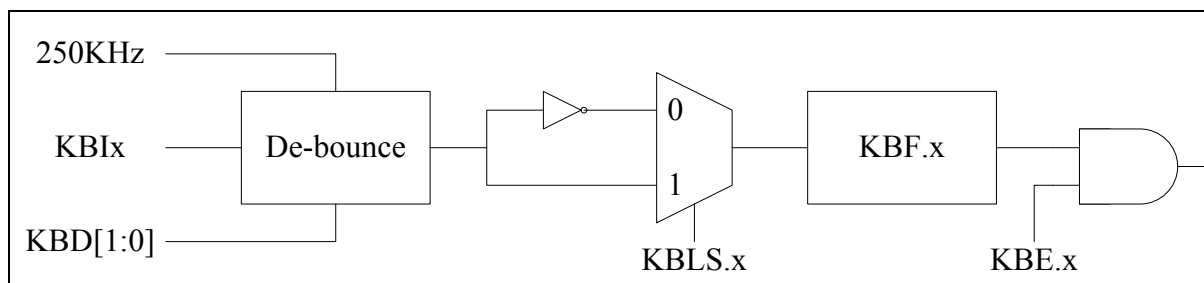 250KHz
KBIx
De-bounce
KBD[1:0]
0
1
KBLS.x
KBF.x
KBE.x